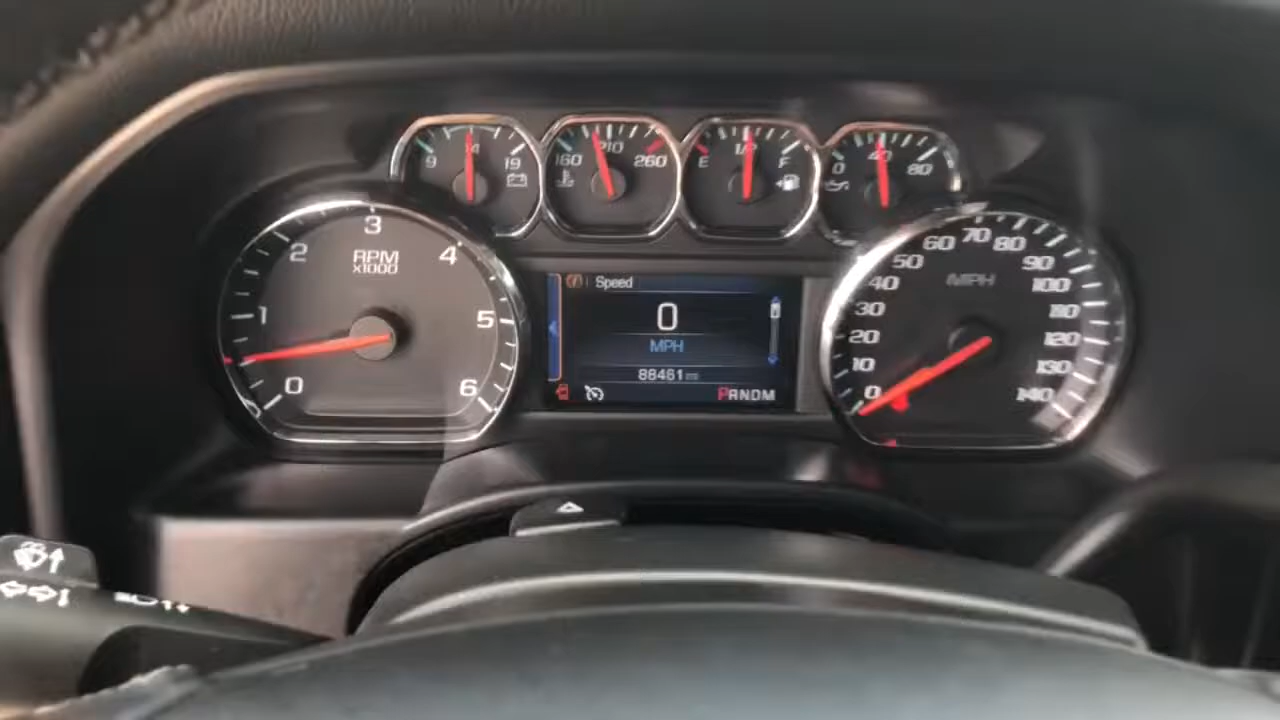 9 14 19
160 210 260
E 1/2 F
0 40 80
0 1 2 3 4 5 6
RPM
x1000
Speed
0
MPH
88461 mi
PRNDM
0 10 20 30 40 50 60 70 80 90 100 110 120 130 140
MPH